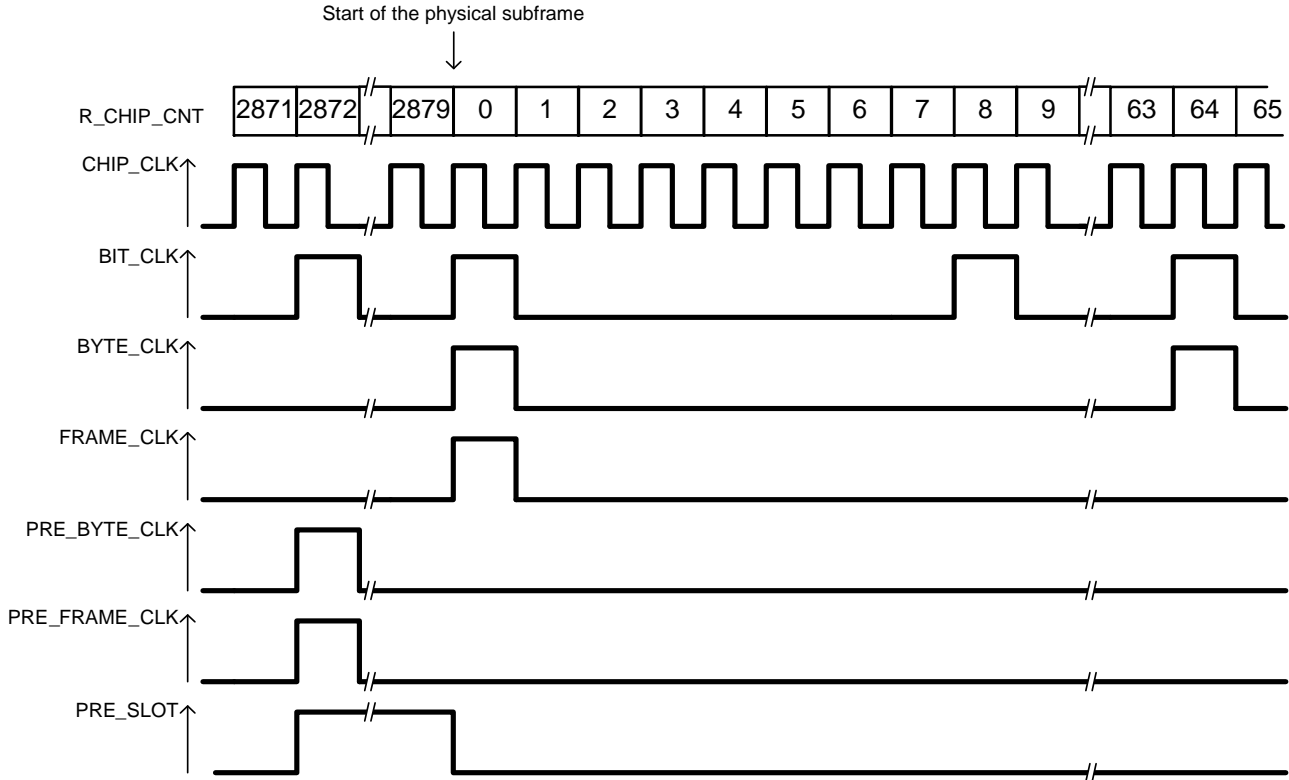 Start of the physical subframe
R_CHIP_CNT 2871 2872 2879 0 1 2 3 4 5 6 7 8 9 63 64 65
CHIP_CLK
BIT_CLK
BYTE_CLK
FRAME_CLK
PRE_BYTE_CLK
PRE_FRAME_CLK
PRE_SLOT